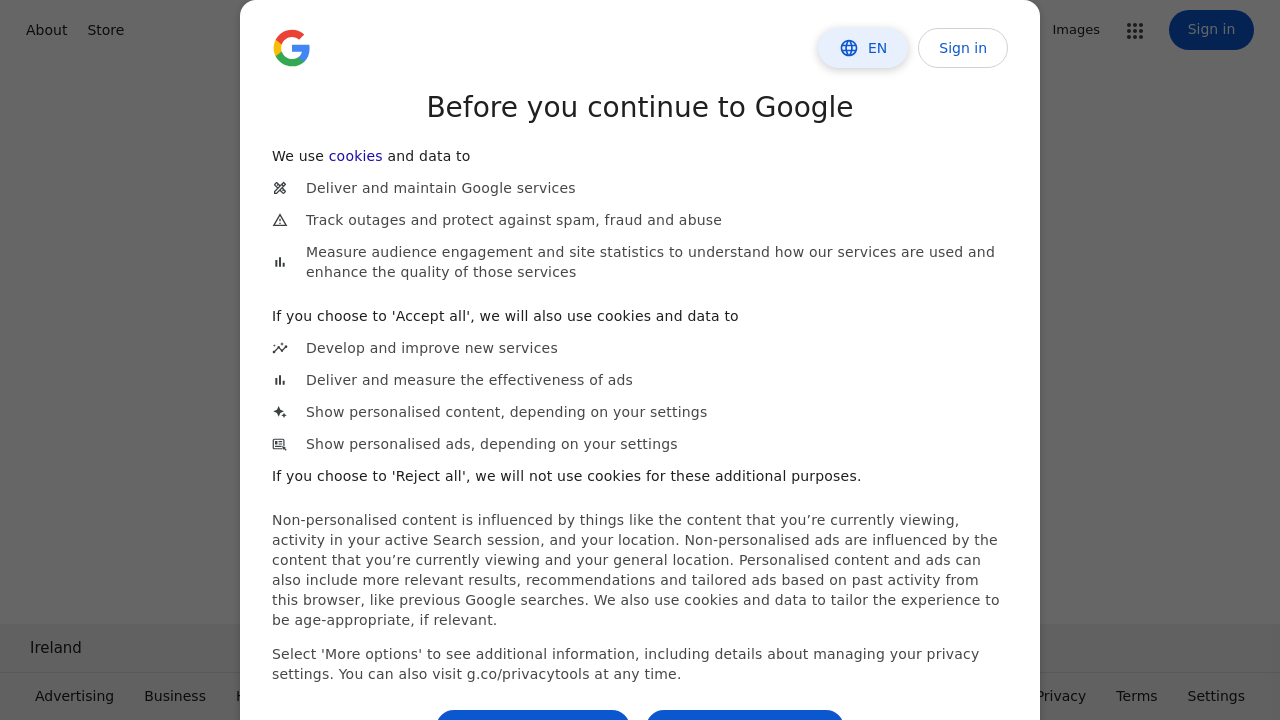 About Store Images Sign in
EN Sign in
Before you continue to Google
We use cookies and data to
Deliver and maintain Google services
Track outages and protect against spam, fraud and abuse
Measure audience engagement and site statistics to understand how our services are used and
enhance the quality of those services
If you choose to 'Accept all', we will also use cookies and data to
Develop and improve new services
Deliver and measure the effectiveness of ads
Show personalised content, depending on your settings
Show personalised ads, depending on your settings
If you choose to 'Reject all', we will not use cookies for these additional purposes.
Non-personalised content is influenced by things like the content that you’re currently viewing,
activity in your active Search session, and your location. Non-personalised ads are influenced by the
content that you’re currently viewing and your general location. Personalised content and ads can
also include more relevant results, recommendations and tailored ads based on past activity from
this browser, like previous Google searches. We also use cookies and data to tailor the experience to
be age-appropriate, if relevant.
Select 'More options' to see additional information, including details about managing your privacy
settings. You can also visit g.co/privacytools at any time.
Ireland
Advertising Business Privacy Terms Settings